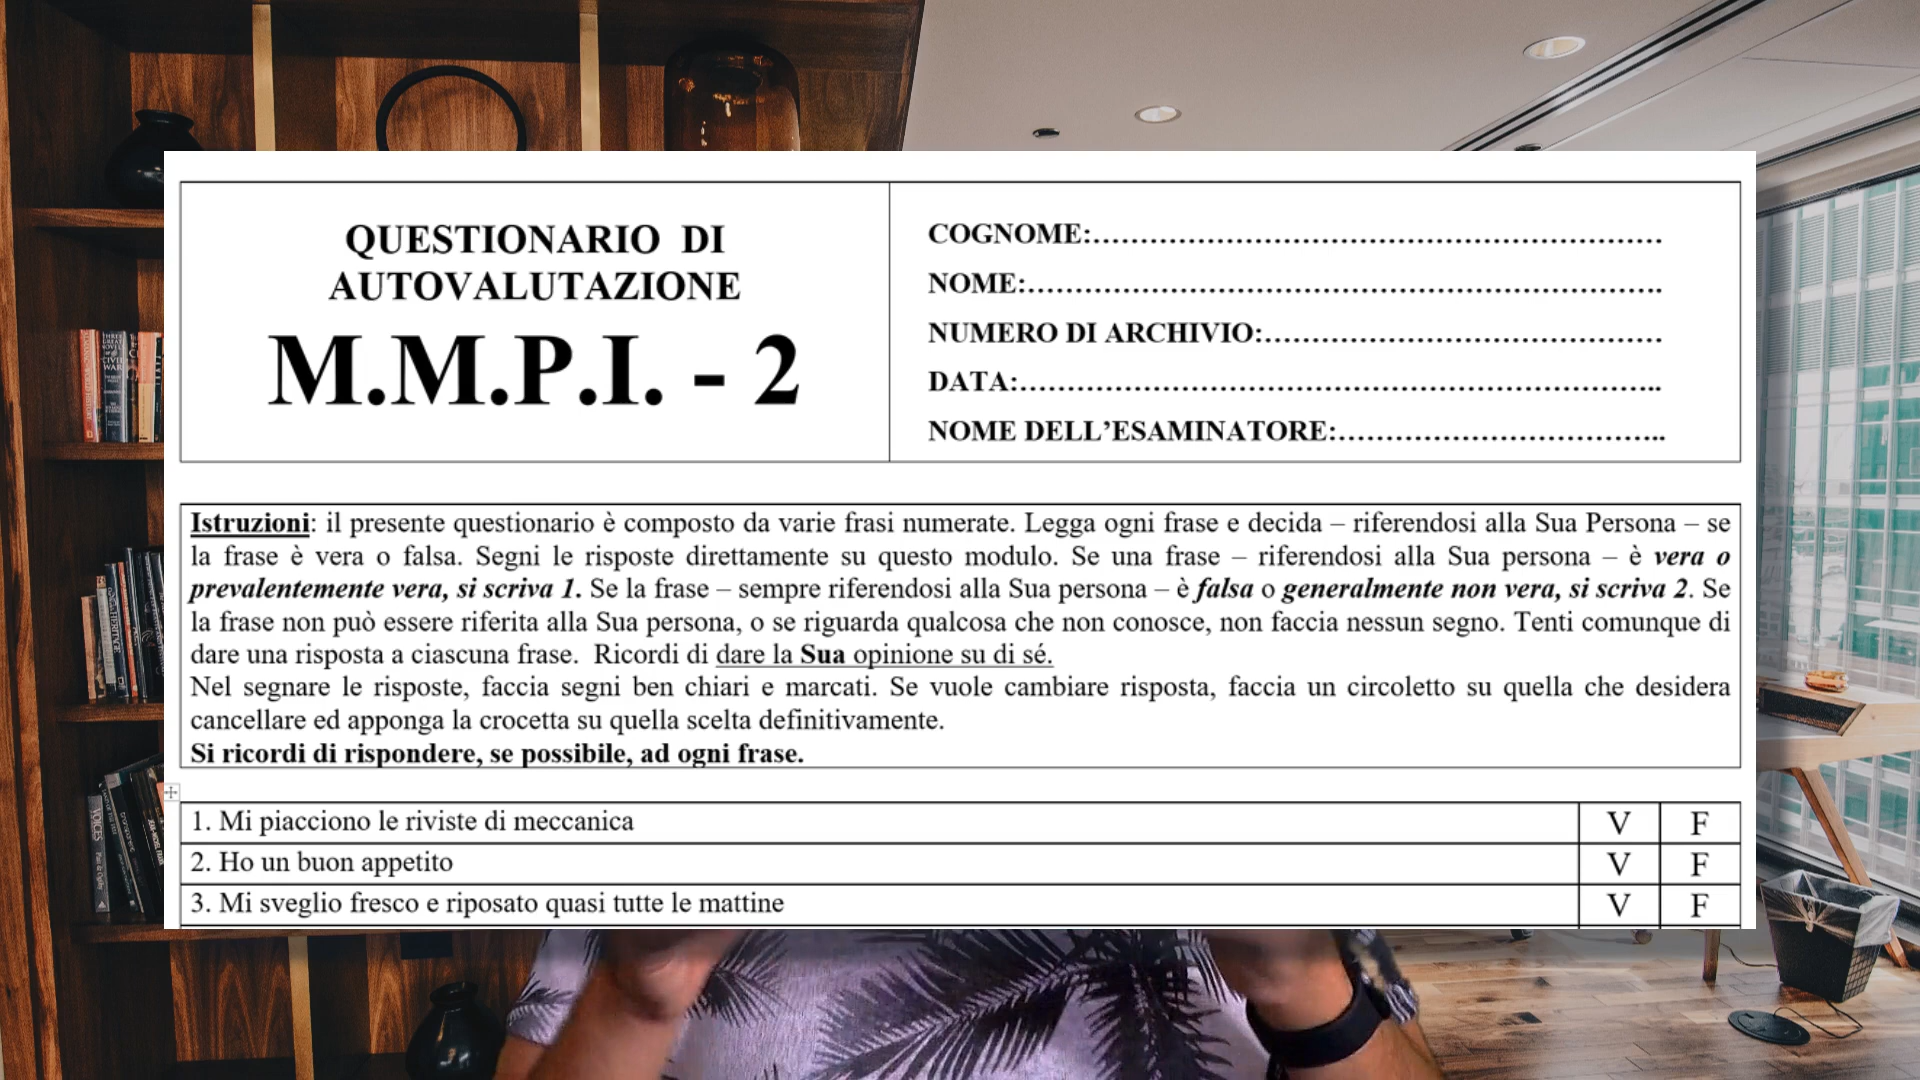 QUESTIONARIO DI
AUTOVALUTAZIONE
M.M.P.I. - 2
COGNOME:……………………………………………………
NOME:…………………………………………………………
NUMERO DI ARCHIVIO:…………………………………
DATA:…………………………………………………………..
NOME DELL’ESAMINATORE:……………………………..
Istruzioni: il presente questionario è composto da varie frasi numerate. Legga ogni frase e decida – riferendosi alla Sua Persona – se
la frase è vera o falsa. Segni le risposte direttamente su questo modulo. Se una frase – riferendosi alla Sua persona – è vera o
prevalentemente vera, si scriva 1. Se la frase – sempre riferendosi alla Sua persona – è falsa o generalmente non vera, si scriva 2. Se
la frase non può essere riferita alla Sua persona, o se riguarda qualcosa che non conosce, non faccia nessun segno. Tenti comunque di
dare una risposta a ciascuna frase. Ricordi di dare la Sua opinione su di sé.
Nel segnare le risposte, faccia segni ben chiari e marcati. Se vuole cambiare risposta, faccia un circoletto su quella che desidera
cancellare ed apponga la crocetta su quella scelta definitivamente.
Si ricordi di rispondere, se possibile, ad ogni frase.
1. Mi piacciono le riviste di meccanica V F
2. Ho un buon appetito V F
3. Mi sveglio fresco e riposato quasi tutte le mattine V F
VOICES